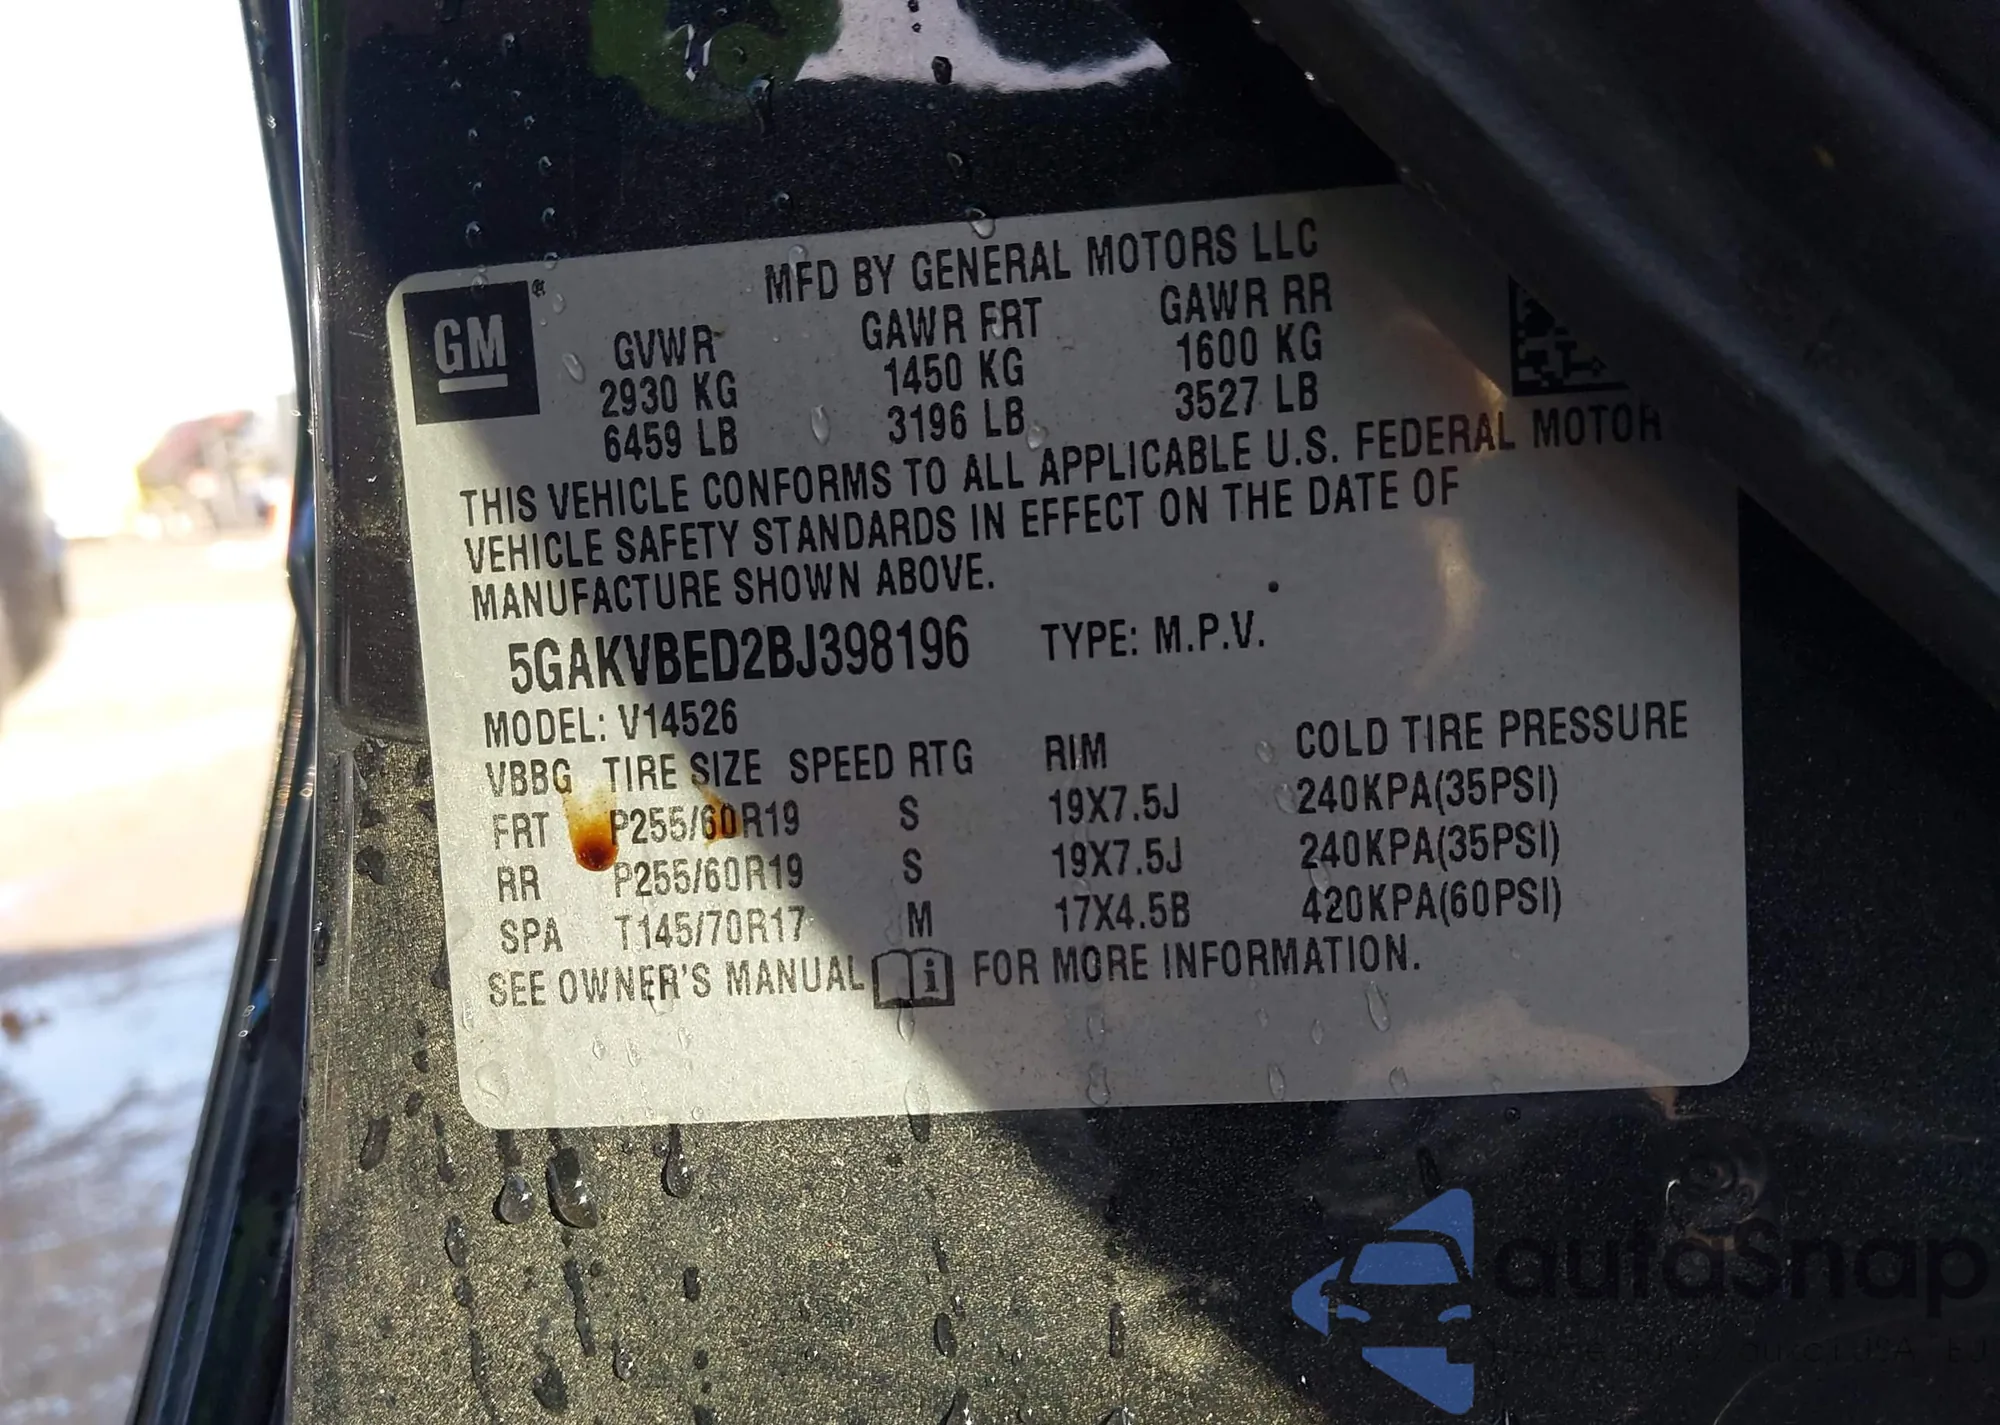 MFD BY GENERAL MOTORS LLC
GM®
GVWR GAWR FRT GAWR RR
2930 KG 1450 KG 1600 KG
6459 LB 3196 LB 3527 LB
THIS VEHICLE CONFORMS TO ALL APPLICABLE U.S. FEDERAL MOTOR
VEHICLE SAFETY STANDARDS IN EFFECT ON THE DATE OF
MANUFACTURE SHOWN ABOVE.
5GAKVBED2BJ398196 TYPE: M.P.V.
MODEL: V14526
VBBG TIRE SIZE SPEED RTG RIM COLD TIRE PRESSURE
FRT P255/60R19 S 19X7.5J 240KPA(35PSI)
RR P255/60R19 S 19X7.5J 240KPA(35PSI)
SPA T145/70R17 M 17X4.5B 420KPA(60PSI)
SEE OWNER'S MANUAL i FOR MORE INFORMATION.
autoSnap